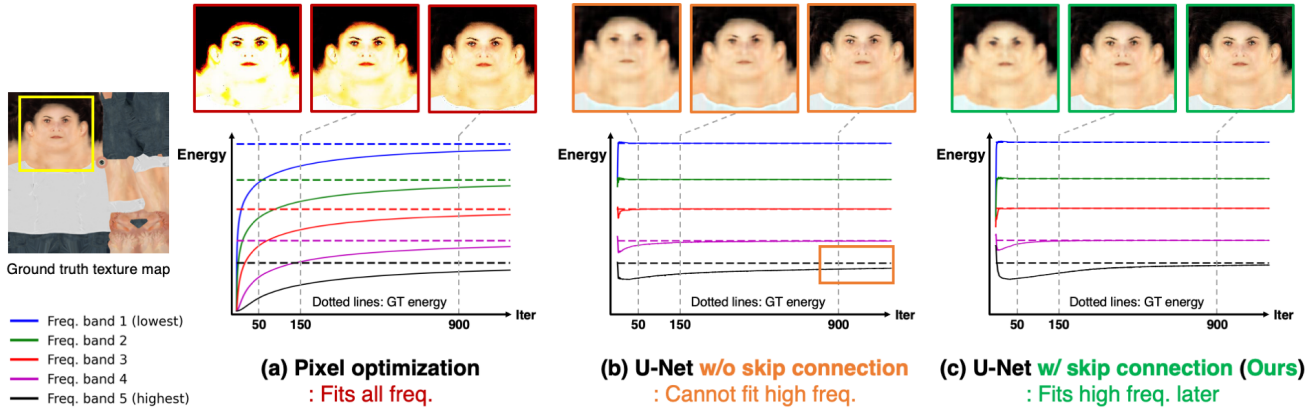 Ground truth texture map
Freq. band 1 (lowest)
Freq. band 2
Freq. band 3
Freq. band 4
Freq. band 5 (highest)
Energy
Dotted lines: GT energy
Iter
50
150
900
(a) Pixel optimization
: Fits all freq.
Energy
Dotted lines: GT energy
Iter
50
150
900
(b) U-Net w/o skip connection
: Cannot fit high freq.
Energy
Dotted lines: GT energy
Iter
50
150
900
(c) U-Net w/ skip connection (Ours)
: Fits high freq. later